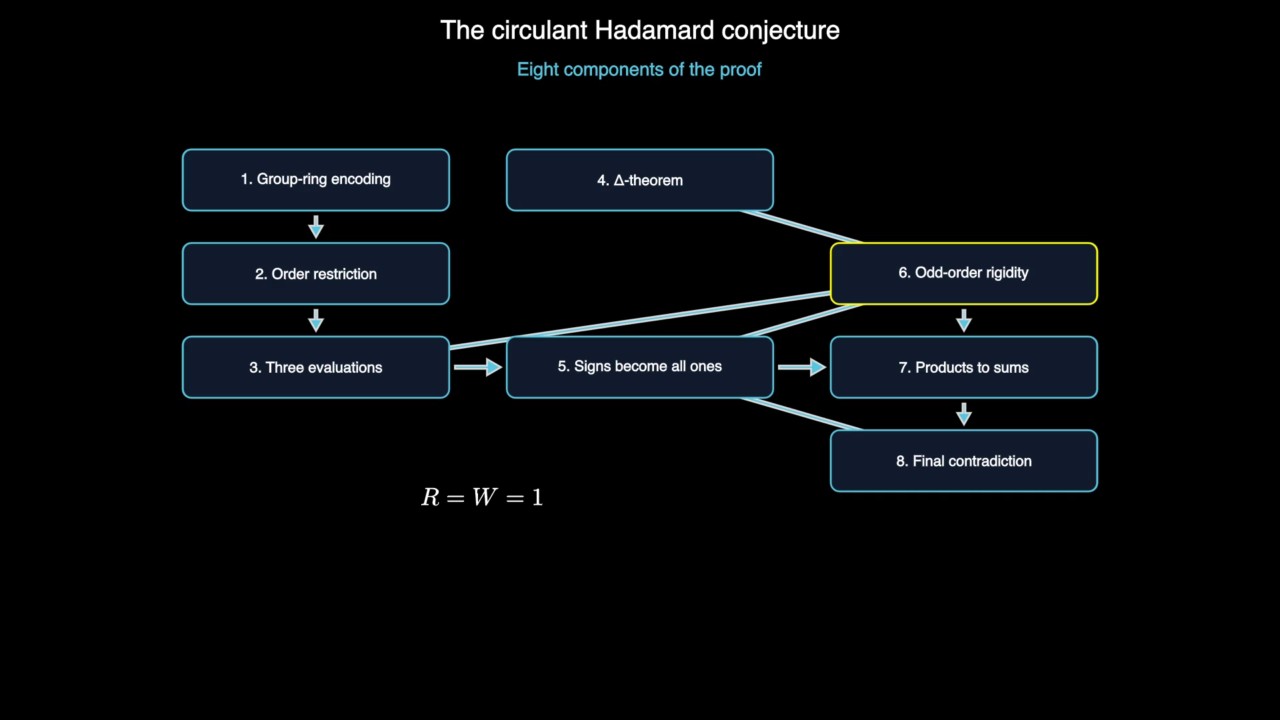 The circulant Hadamard conjecture
Eight components of the proof
1. Group-ring encoding
4. Δ-theorem
2. Order restriction
6. Odd-order rigidity
3. Three evaluations
5. Signs become all ones
7. Products to sums
8. Final contradiction
R = W = 1